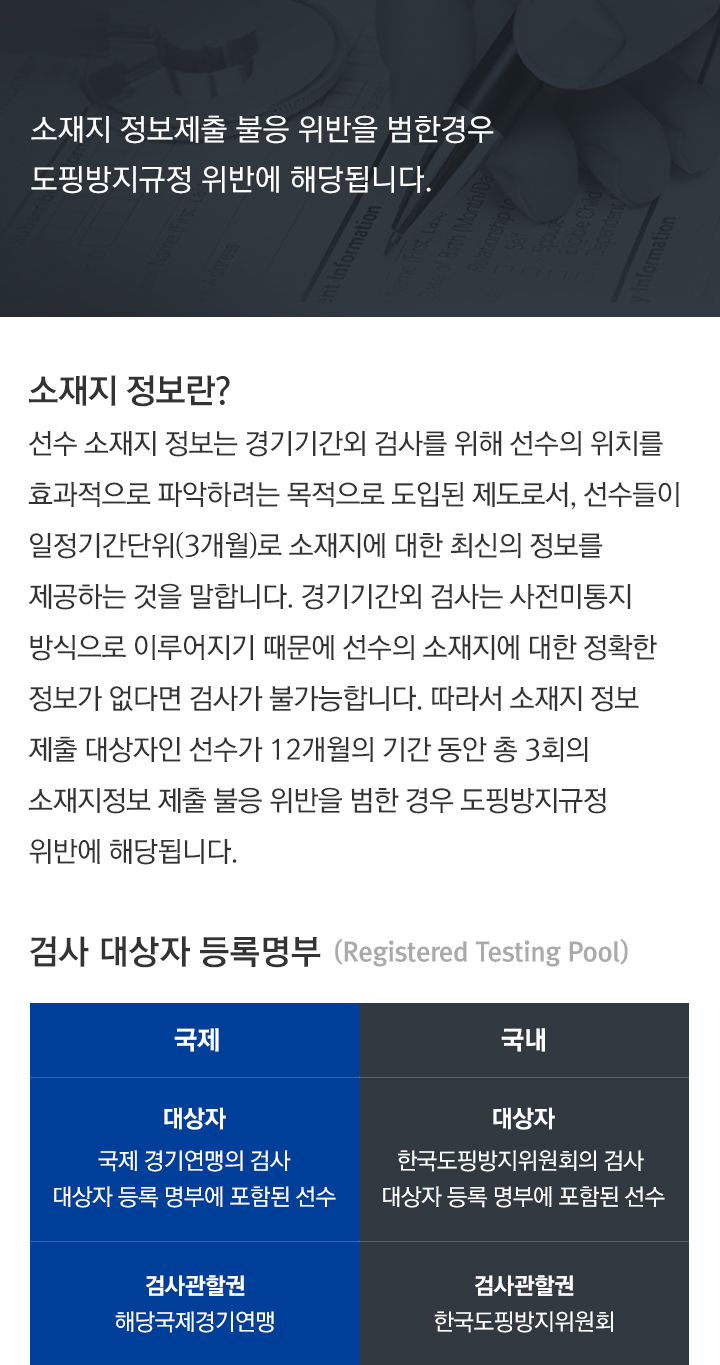 소재지 정보제출 불응 위반을 범한경우
도핑방지규정 위반에 해당됩니다.
소재지 정보란?
선수 소재지 정보는 경기기간외 검사를 위해 선수의 위치를
효과적으로 파악하려는 목적으로 도입된 제도로서, 선수들이
일정기간단위(3개월)로 소재지에 대한 최신의 정보를
제공하는 것을 말합니다. 경기기간외 검사는 사전미통지
방식으로 이루어지기 때문에 선수의 소재지에 대한 정확한
정보가 없다면 검사가 불가능합니다. 따라서 소재지 정보
제출 대상자인 선수가 12개월의 기간 동안 총 3회의
소재지정보 제출 불응 위반을 범한 경우 도핑방지규정
위반에 해당됩니다.
검사 대상자 등록명부 (Registered Testing Pool)
국제
국내
대상자
국제 경기연맹의 검사
대상자 등록 명부에 포함된 선수
대상자
한국도핑방지위원회의 검사
대상자 등록 명부에 포함된 선수
검사관할권
해당국제경기연맹
검사관할권
한국도핑방지위원회